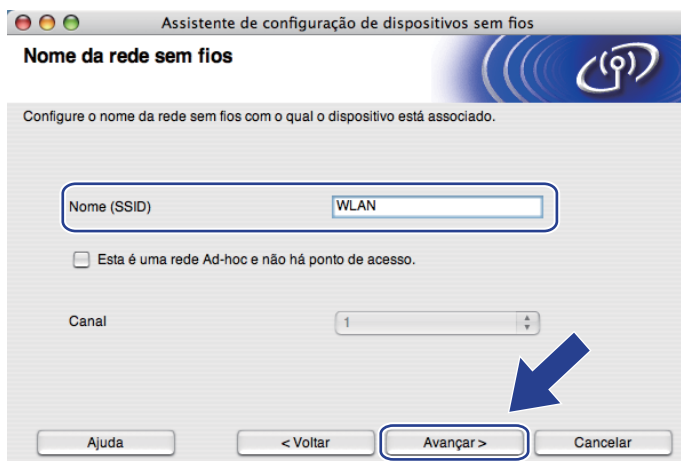 Assistente de configuração de dispositivos sem fios
Nome da rede sem fios
Configure o nome da rede sem fios com o qual o dispositivo está associado.
Nome (SSID) WLAN
Esta é uma rede Ad-hoc e não há ponto de acesso.
Canal 1
Ajuda < Voltar Avançar > Cancelar